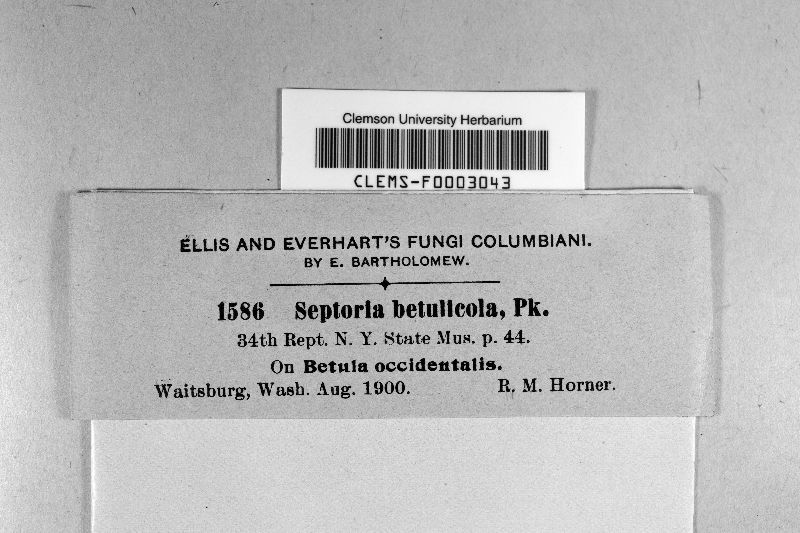 Clemson University Herbarium
CLEMS-F0003043
ELLIS AND EVERHART'S FUNGI COLUMBIANI.
BY E. BARTHOLOMEW.
1586 Septoria betulicola, Pk.
34th Rept. N. Y. State Mus. p. 44.
On Betula occidentalis.
Waitsburg, Wash. Aug. 1900. R. M. Horner.